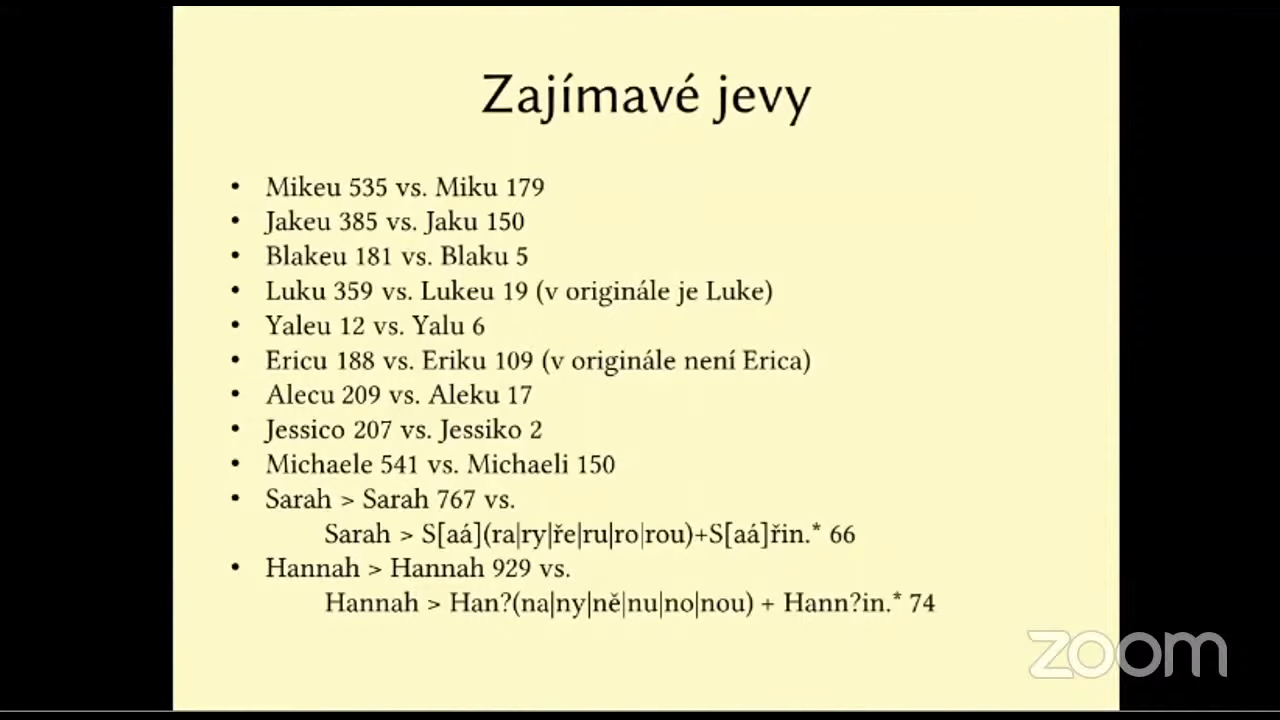 Zajímavé jevy
• Mikeu 535 vs. Miku 179
• Jakeu 385 vs. Jaku 150
• Blakeu 181 vs. Blaku 5
• Luku 359 vs. Lukeu 19 (v originále je Luke)
• Yaleu 12 vs. Yalu 6
• Ericu 188 vs. Eriku 109 (v originále není Erica)
• Alecu 209 vs. Aleku 17
• Jessico 207 vs. Jessiko 2
• Michaele 541 vs. Michaeli 150
• Sarah > Sarah 767 vs.
Sarah > S[aá](ra|ry|ře|ru|ro|rou)+S[aá]řin.* 66
• Hannah > Hannah 929 vs.
Hannah > Han?(na|ny|ně|nu|no|nou) + Hann?in.* 74
zoom